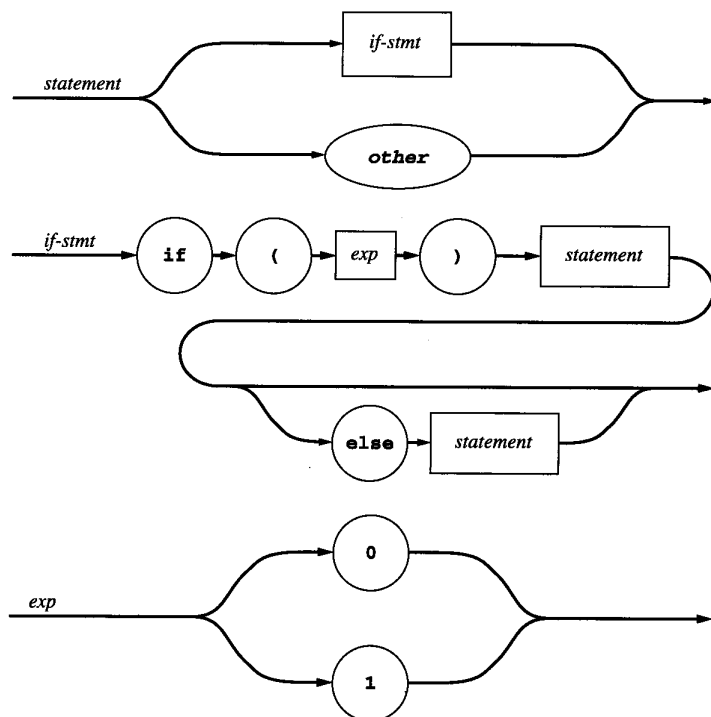 if-stmt
statement
other
if-stmt
if ( exp ) statement
else statement
0
exp
1